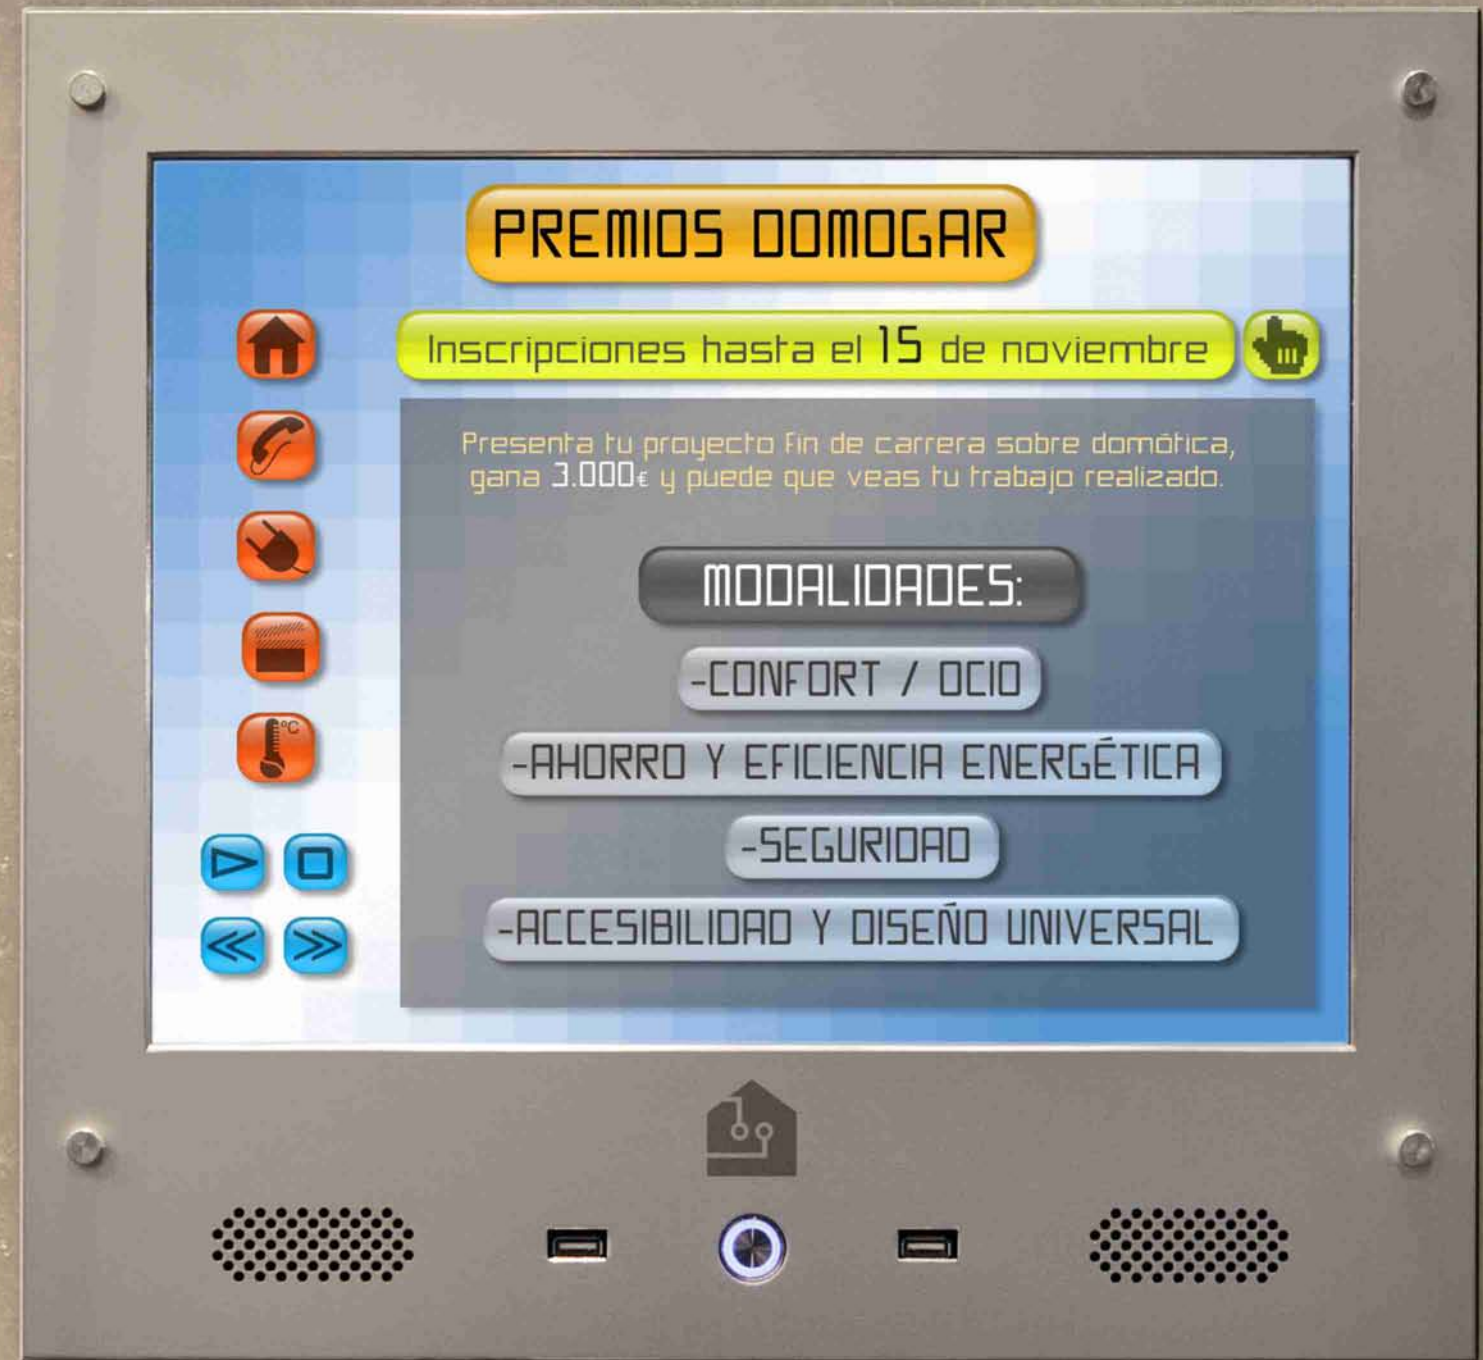 PREMIOS DOMOGAR
Inscripciones hasta el 15 de noviembre
Presenta tu proyecto fin de carrera sobre domótica,
gana 3.000€ y puede que veas tu trabajo realizado.
MODALIDADES:
-CONFORT / OCIO
-AHORRO Y EFICIENCIA ENERGÉTICA
-SEGURIDAD
-ACCESIBILIDAD Y DISEÑO UNIVERSAL
ºC